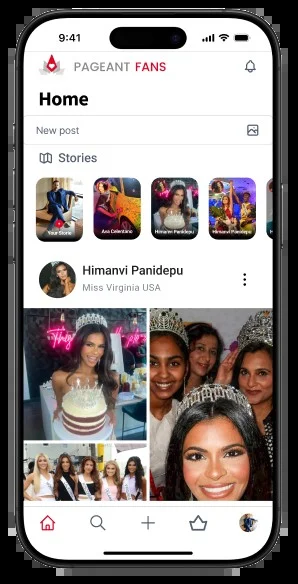 9:41
PAGEANT FANS
Home
New post
Stories
Your Storie
Ava Celentano
Himanvi Panidepu
Himanvi Panidepu
Himanvi Panidepu
Miss Virginia USA